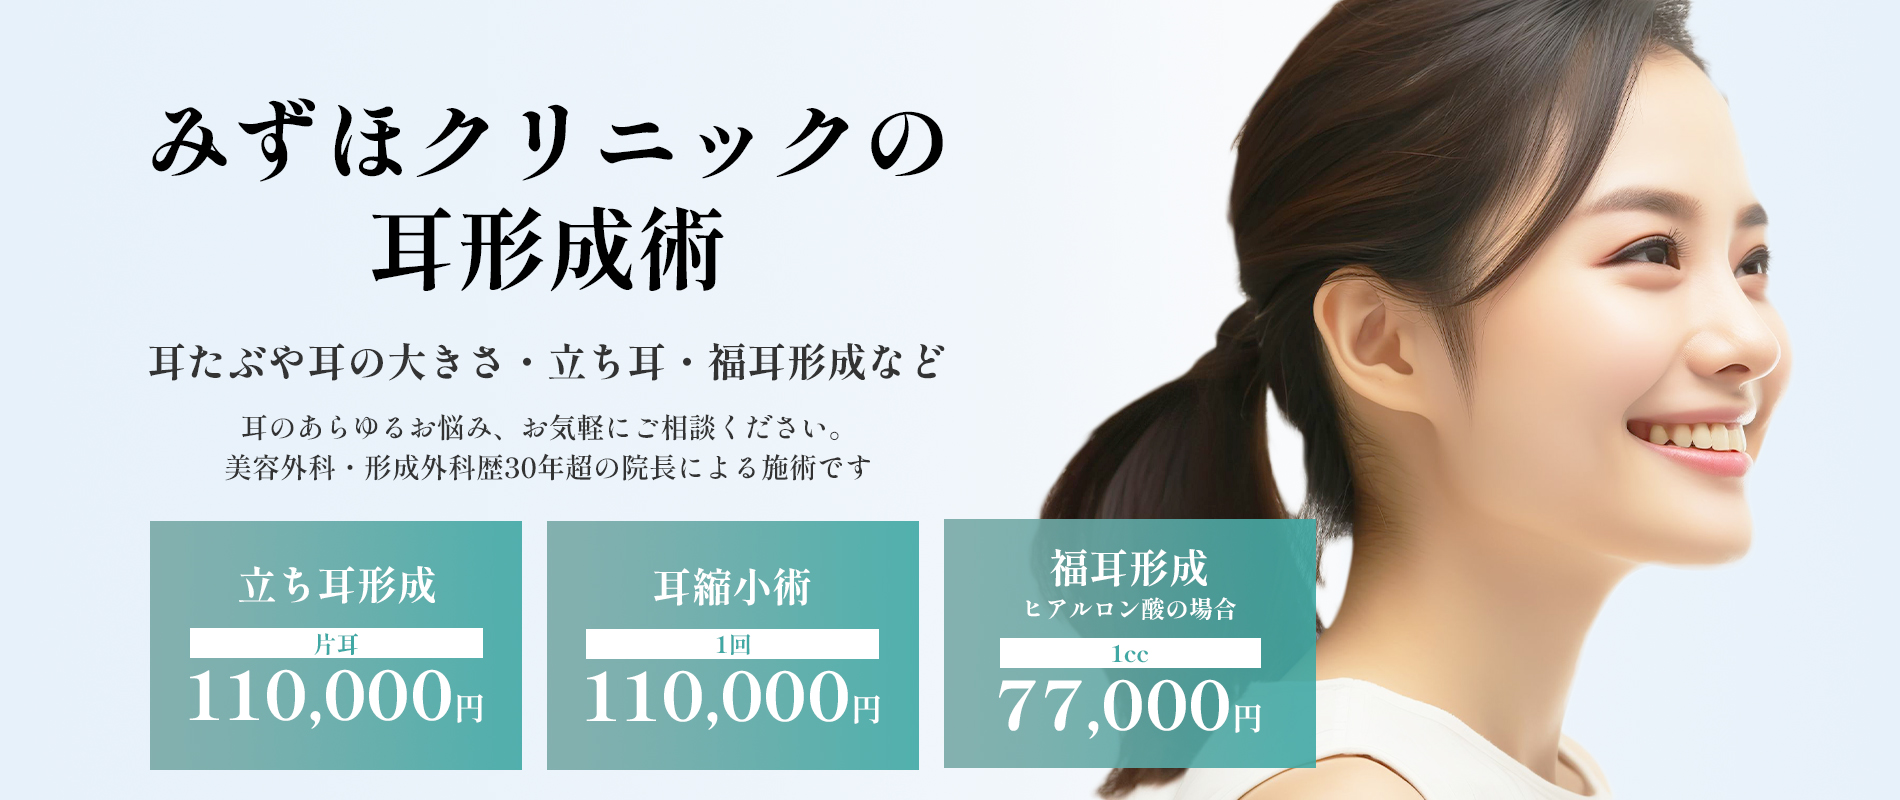 みずほクリニックの
耳形成術
耳たぶや耳の大きさ・立ち耳・福耳形成など
耳のあらゆるお悩み、お気軽にご相談ください。
美容外科・形成外科歴30年超の院長による施術です
立ち耳形成
片耳
110,000円
耳縮小術
1回
110,000円
福耳形成
ヒアルロン酸の場合
1cc
77,000円